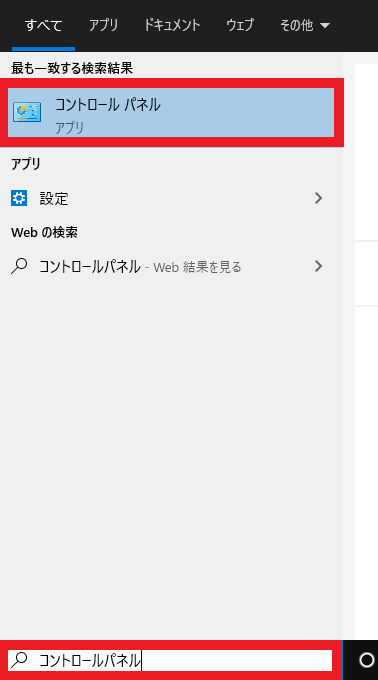 すべて アプリ ドキュメント ウェブ その他
最も一致する検索結果
コントロール パネル
アプリ
アプリ
設定
Web の検索
コントロールパネル - Web 結果を見る
コントロールパネル